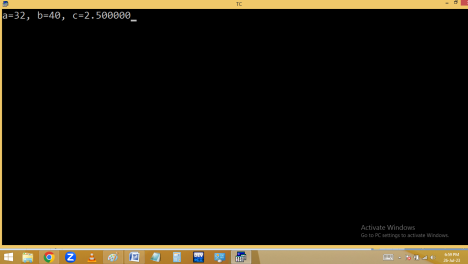 TC
a=32, b=40, c=2.500000_
Activate Windows
Go to PC settings to activate Windows.